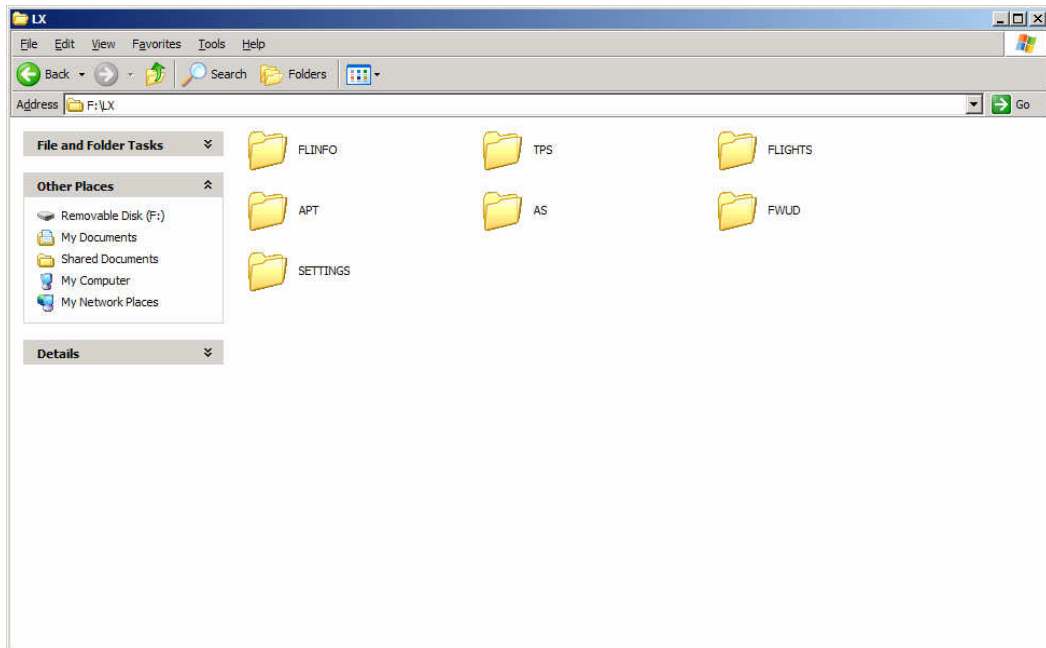 LX
File Edit View Favorites Tools Help
Back Search Folders
Address F:\LX Go
File and Folder Tasks
Other Places
Removable Disk (F:)
My Documents
Shared Documents
My Computer
My Network Places
Details
FLINFO TPS FLIGHTS
APT AS FWUD
SETTINGS